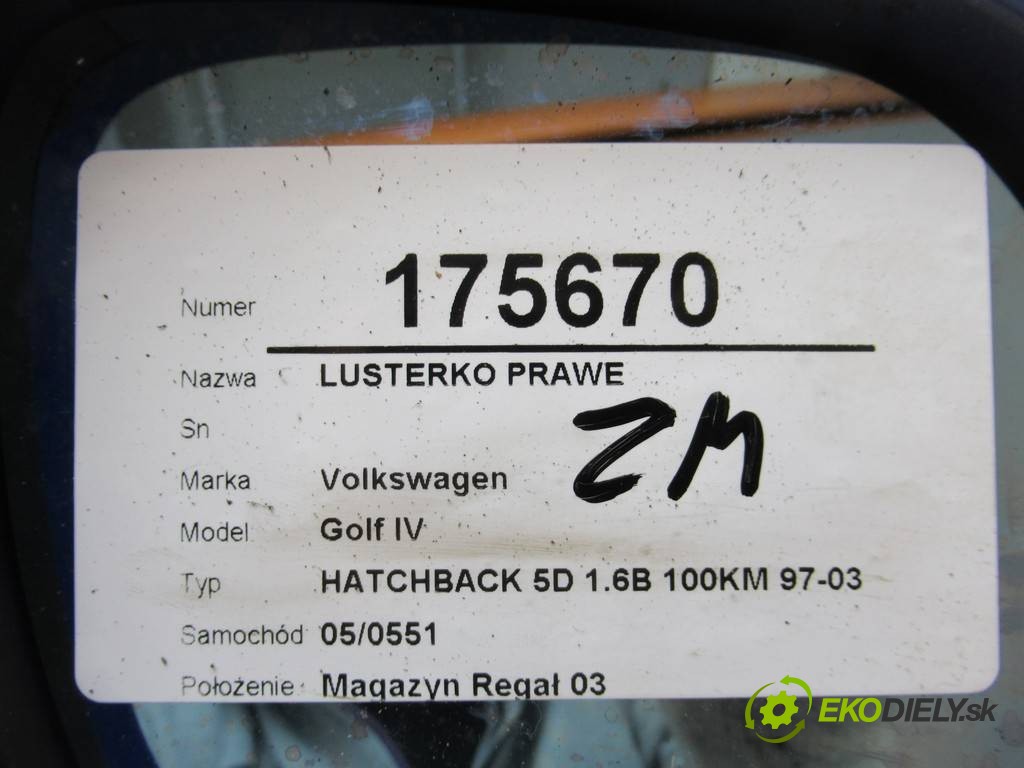 Numer 175670
Nazwa LUSTERKO PRAWE
Sn
ZM
Marka Volkswagen
Model Golf IV
Typ HATCHBACK 5D 1.6B 100KM 97-03
Samochód 05/0551
Położenie Magazyn Regał 03
EKODIELY.sk